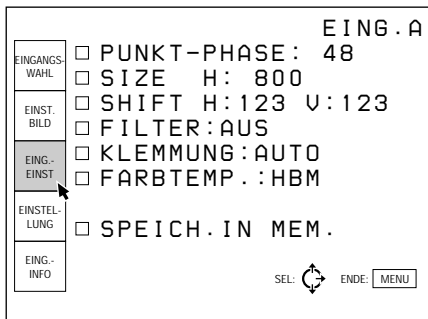 EING.A
EINGANGS-
WAHL
EINST.
BILD
EING.-
EINST
EINSTEL-
LUNG
EING.-
INFO
PUNKT-PHASE: 48
SIZE H: 800
SHIFT H:123 V:123
FILTER:AUS
KLEMMUNG:AUTO
FARBTEMP.:HBM
SPEICH.IN MEM.
SEL: ENDE: MENU